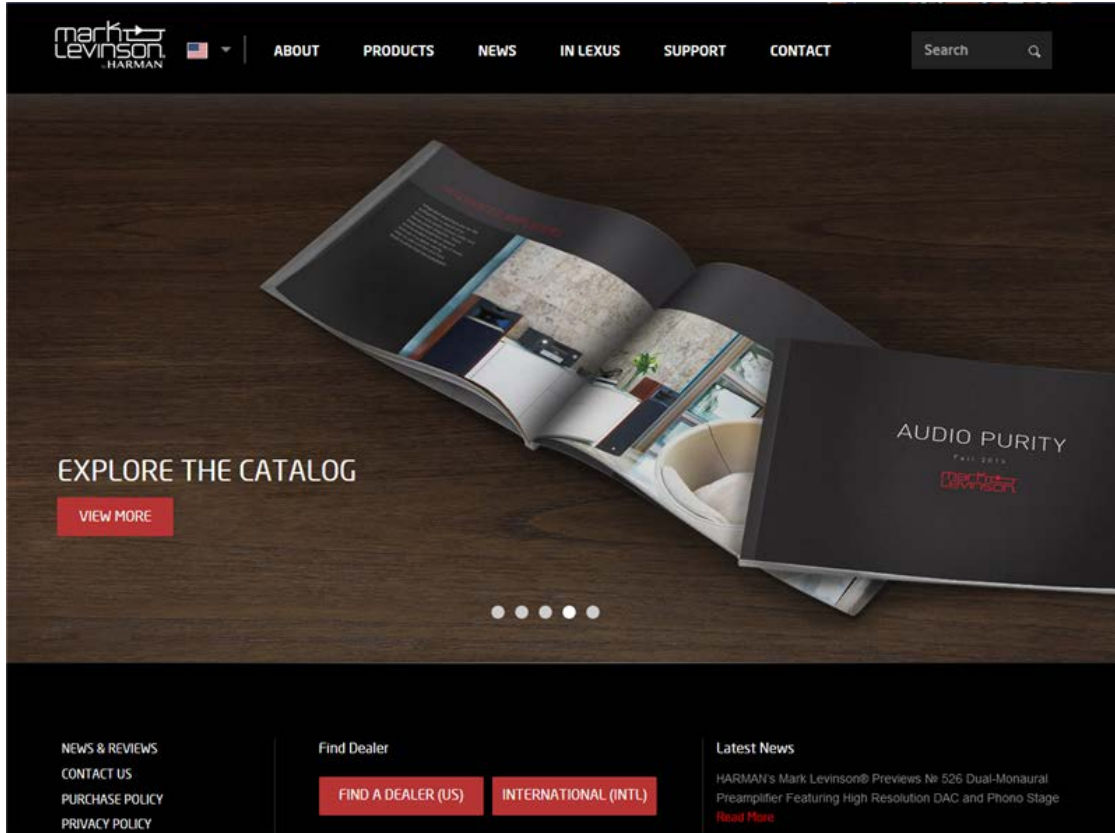 mark
Levinson.
by HARMAN
ABOUT
PRODUCTS
NEWS
IN LEXUS
SUPPORT
CONTACT
Search
AUDIO PURITY
mark
Levinson
EXPLORE THE CATALOG
VIEW MORE
NEWS & REVIEWS
CONTACT US
PURCHASE POLICY
PRIVACY POLICY
Find Dealer
FIND A DEALER (US)
INTERNATIONAL (INTL)
Latest News
HARMAN's Mark Levinson® Previews № 526 Dual-Monaural
Preamplifier Featuring High Resolution DAC and Phono Stage
Read More